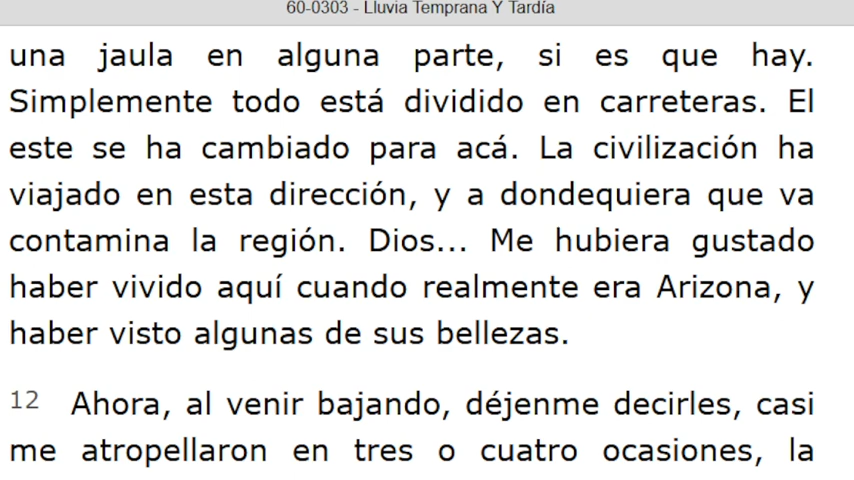 60-0303 - Lluvia Temprana Y Tardía
una jaula en alguna parte, si es que hay.
Simplemente todo está dividido en carreteras. El
este se ha cambiado para acá. La civilización ha
viajado en esta dirección, y a dondequiera que va
contamina la región. Dios... Me hubiera gustado
haber vivido aquí cuando realmente era Arizona, y
haber visto algunas de sus bellezas.
12 Ahora, al venir bajando, déjenme decirles, casi
me atropellaron en tres o cuatro ocasiones, la